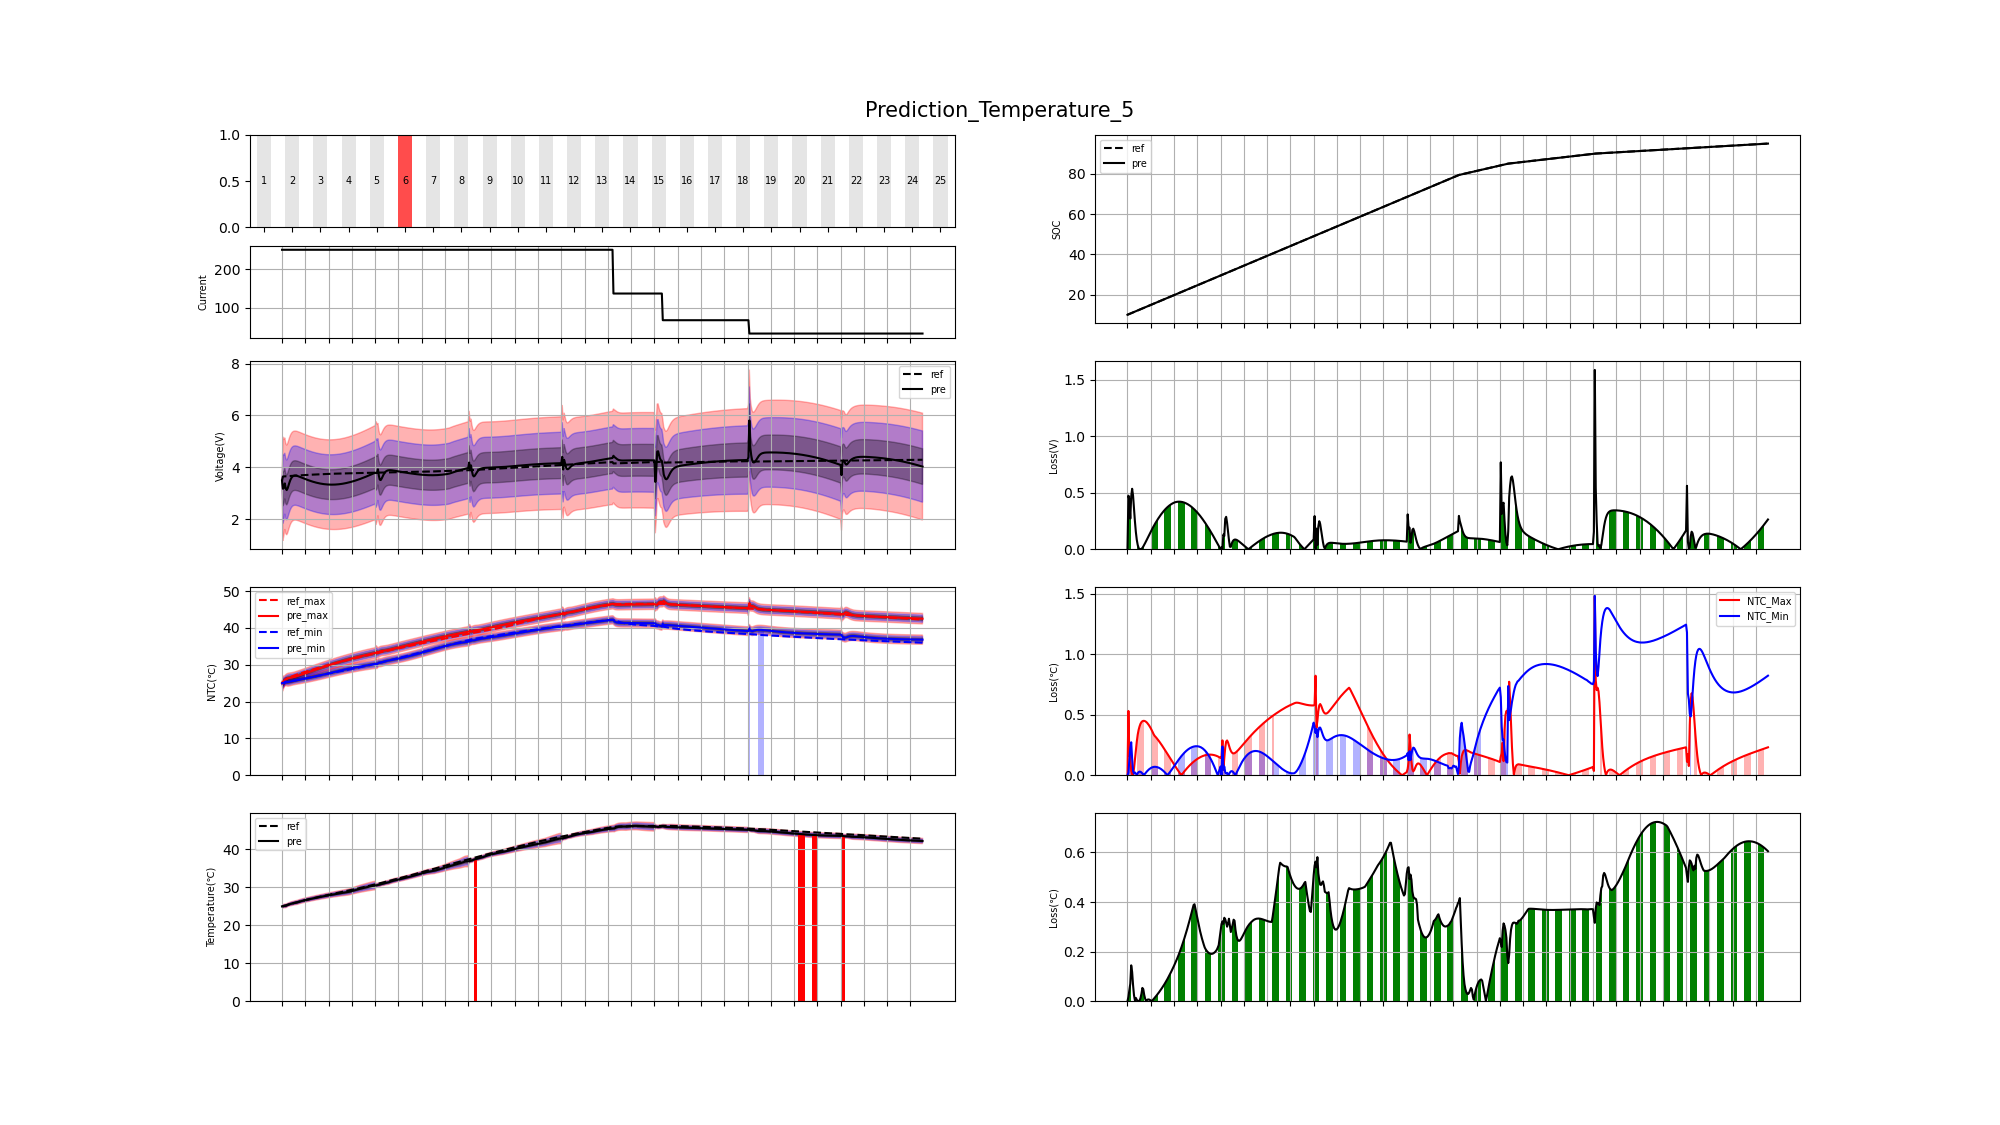 Prediction_Temperature_5
1.0
0.5
0.0
1 2 3 4 5 6 7 8 9 10 11 12 13 14 15 16 17 18 19 20 21 22 23 24 25
200
100
Current
8
6
4
2
Voltage(V)
ref
pre
50
40
30
20
10
0
NTC(℃)
ref_max
pre_max
ref_min
pre_min
40
30
20
10
0
Temperature(℃)
ref
pre
80
60
40
20
SOC
ref
pre
1.5
1.0
0.5
0.0
Loss(V)
1.5
1.0
0.5
0.0
Loss(℃)
NTC_Max
NTC_Min
0.6
0.4
0.2
0.0
Loss(℃)